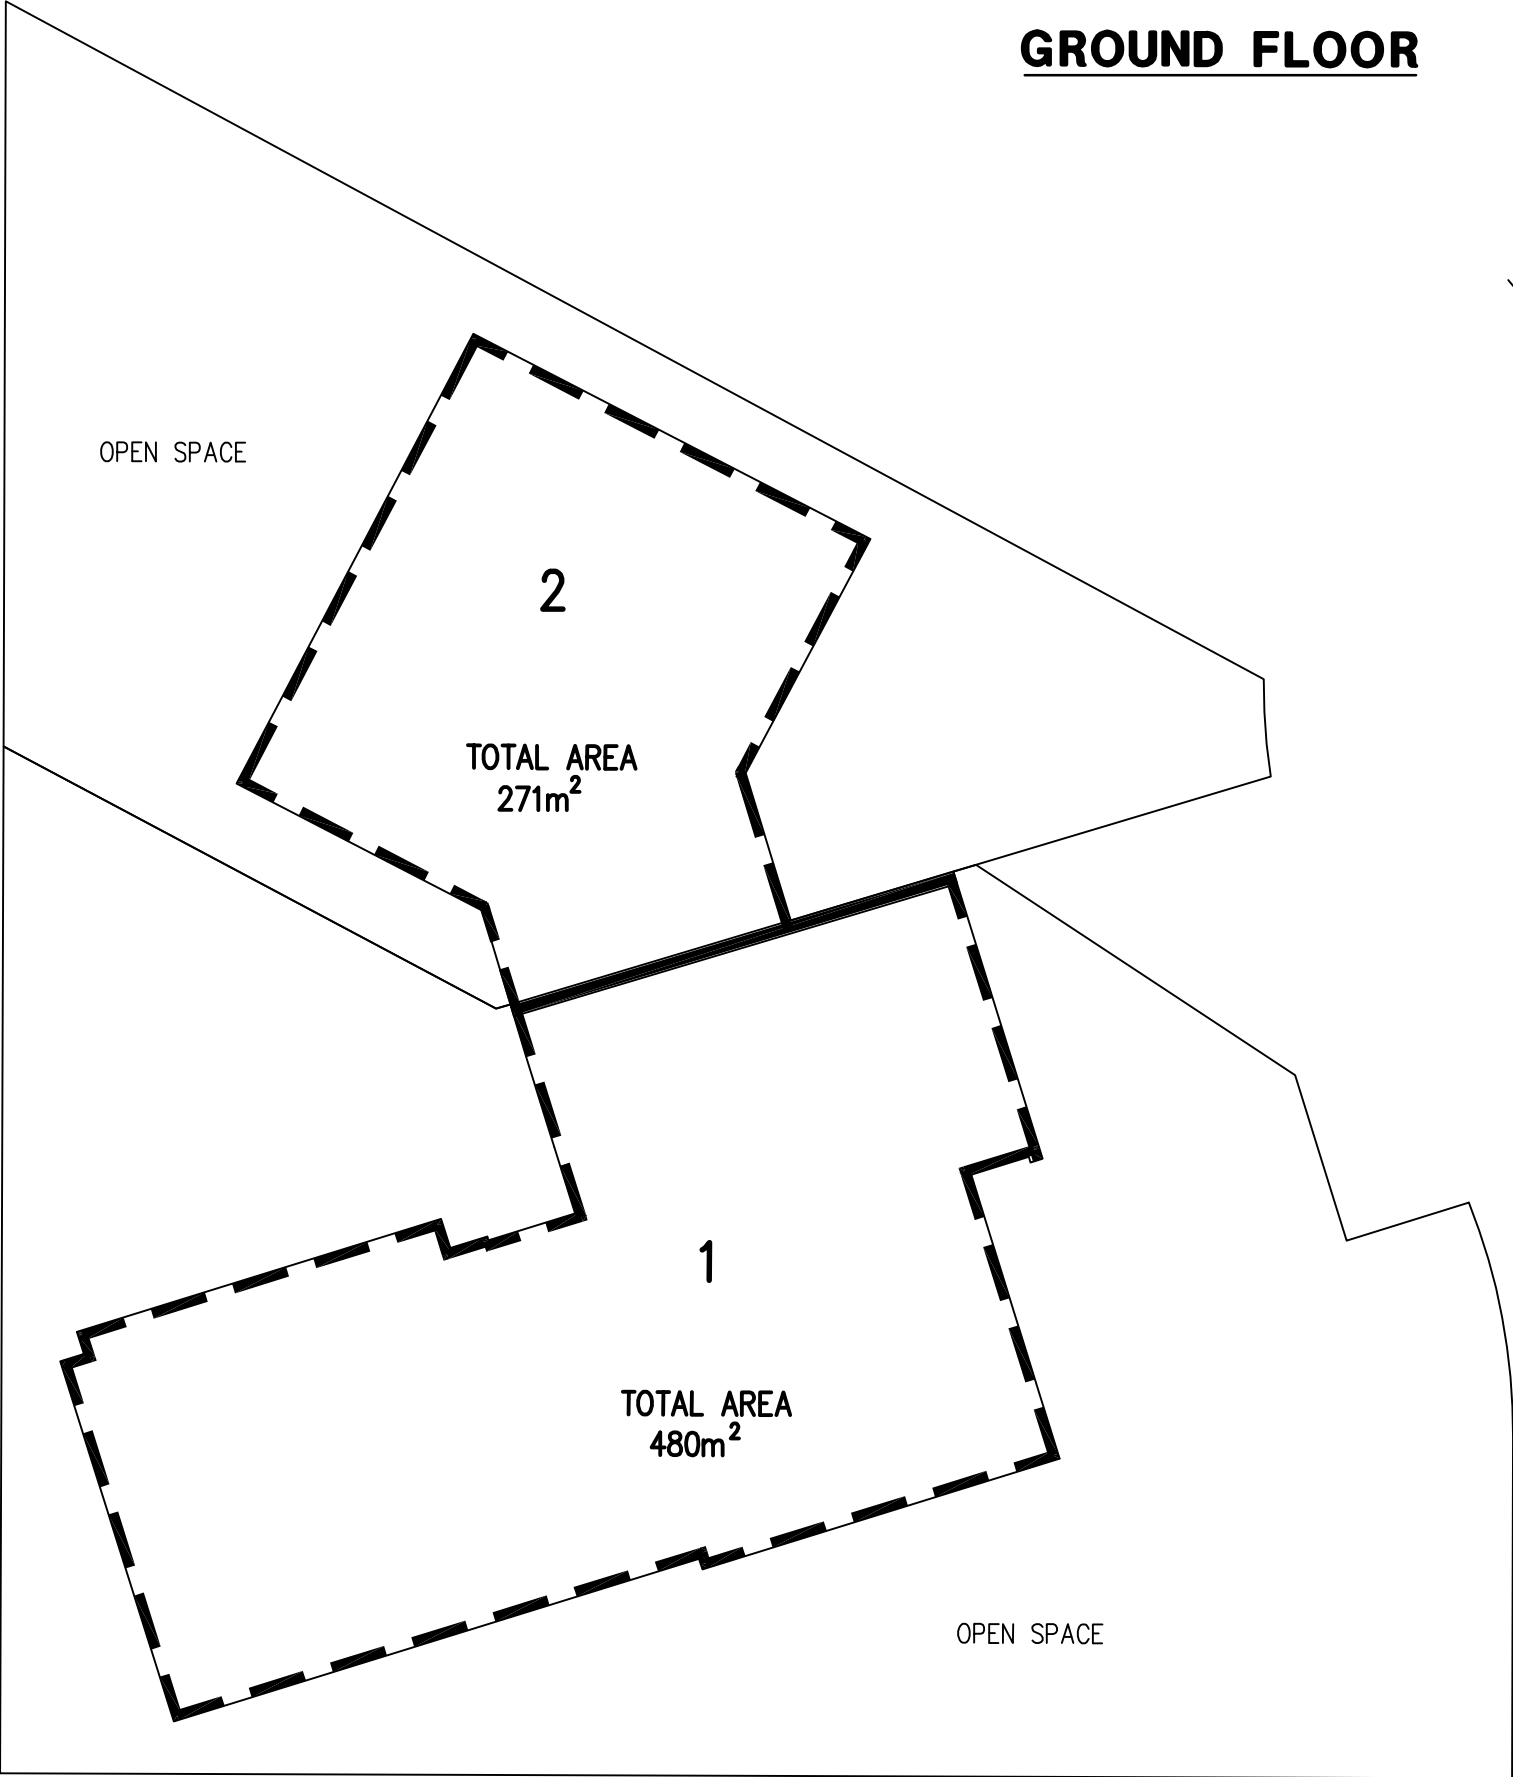 GROUND FLOOR
OPEN SPACE
2
TOTAL AREA
271m²
1
TOTAL AREA
480m²
OPEN SPACE